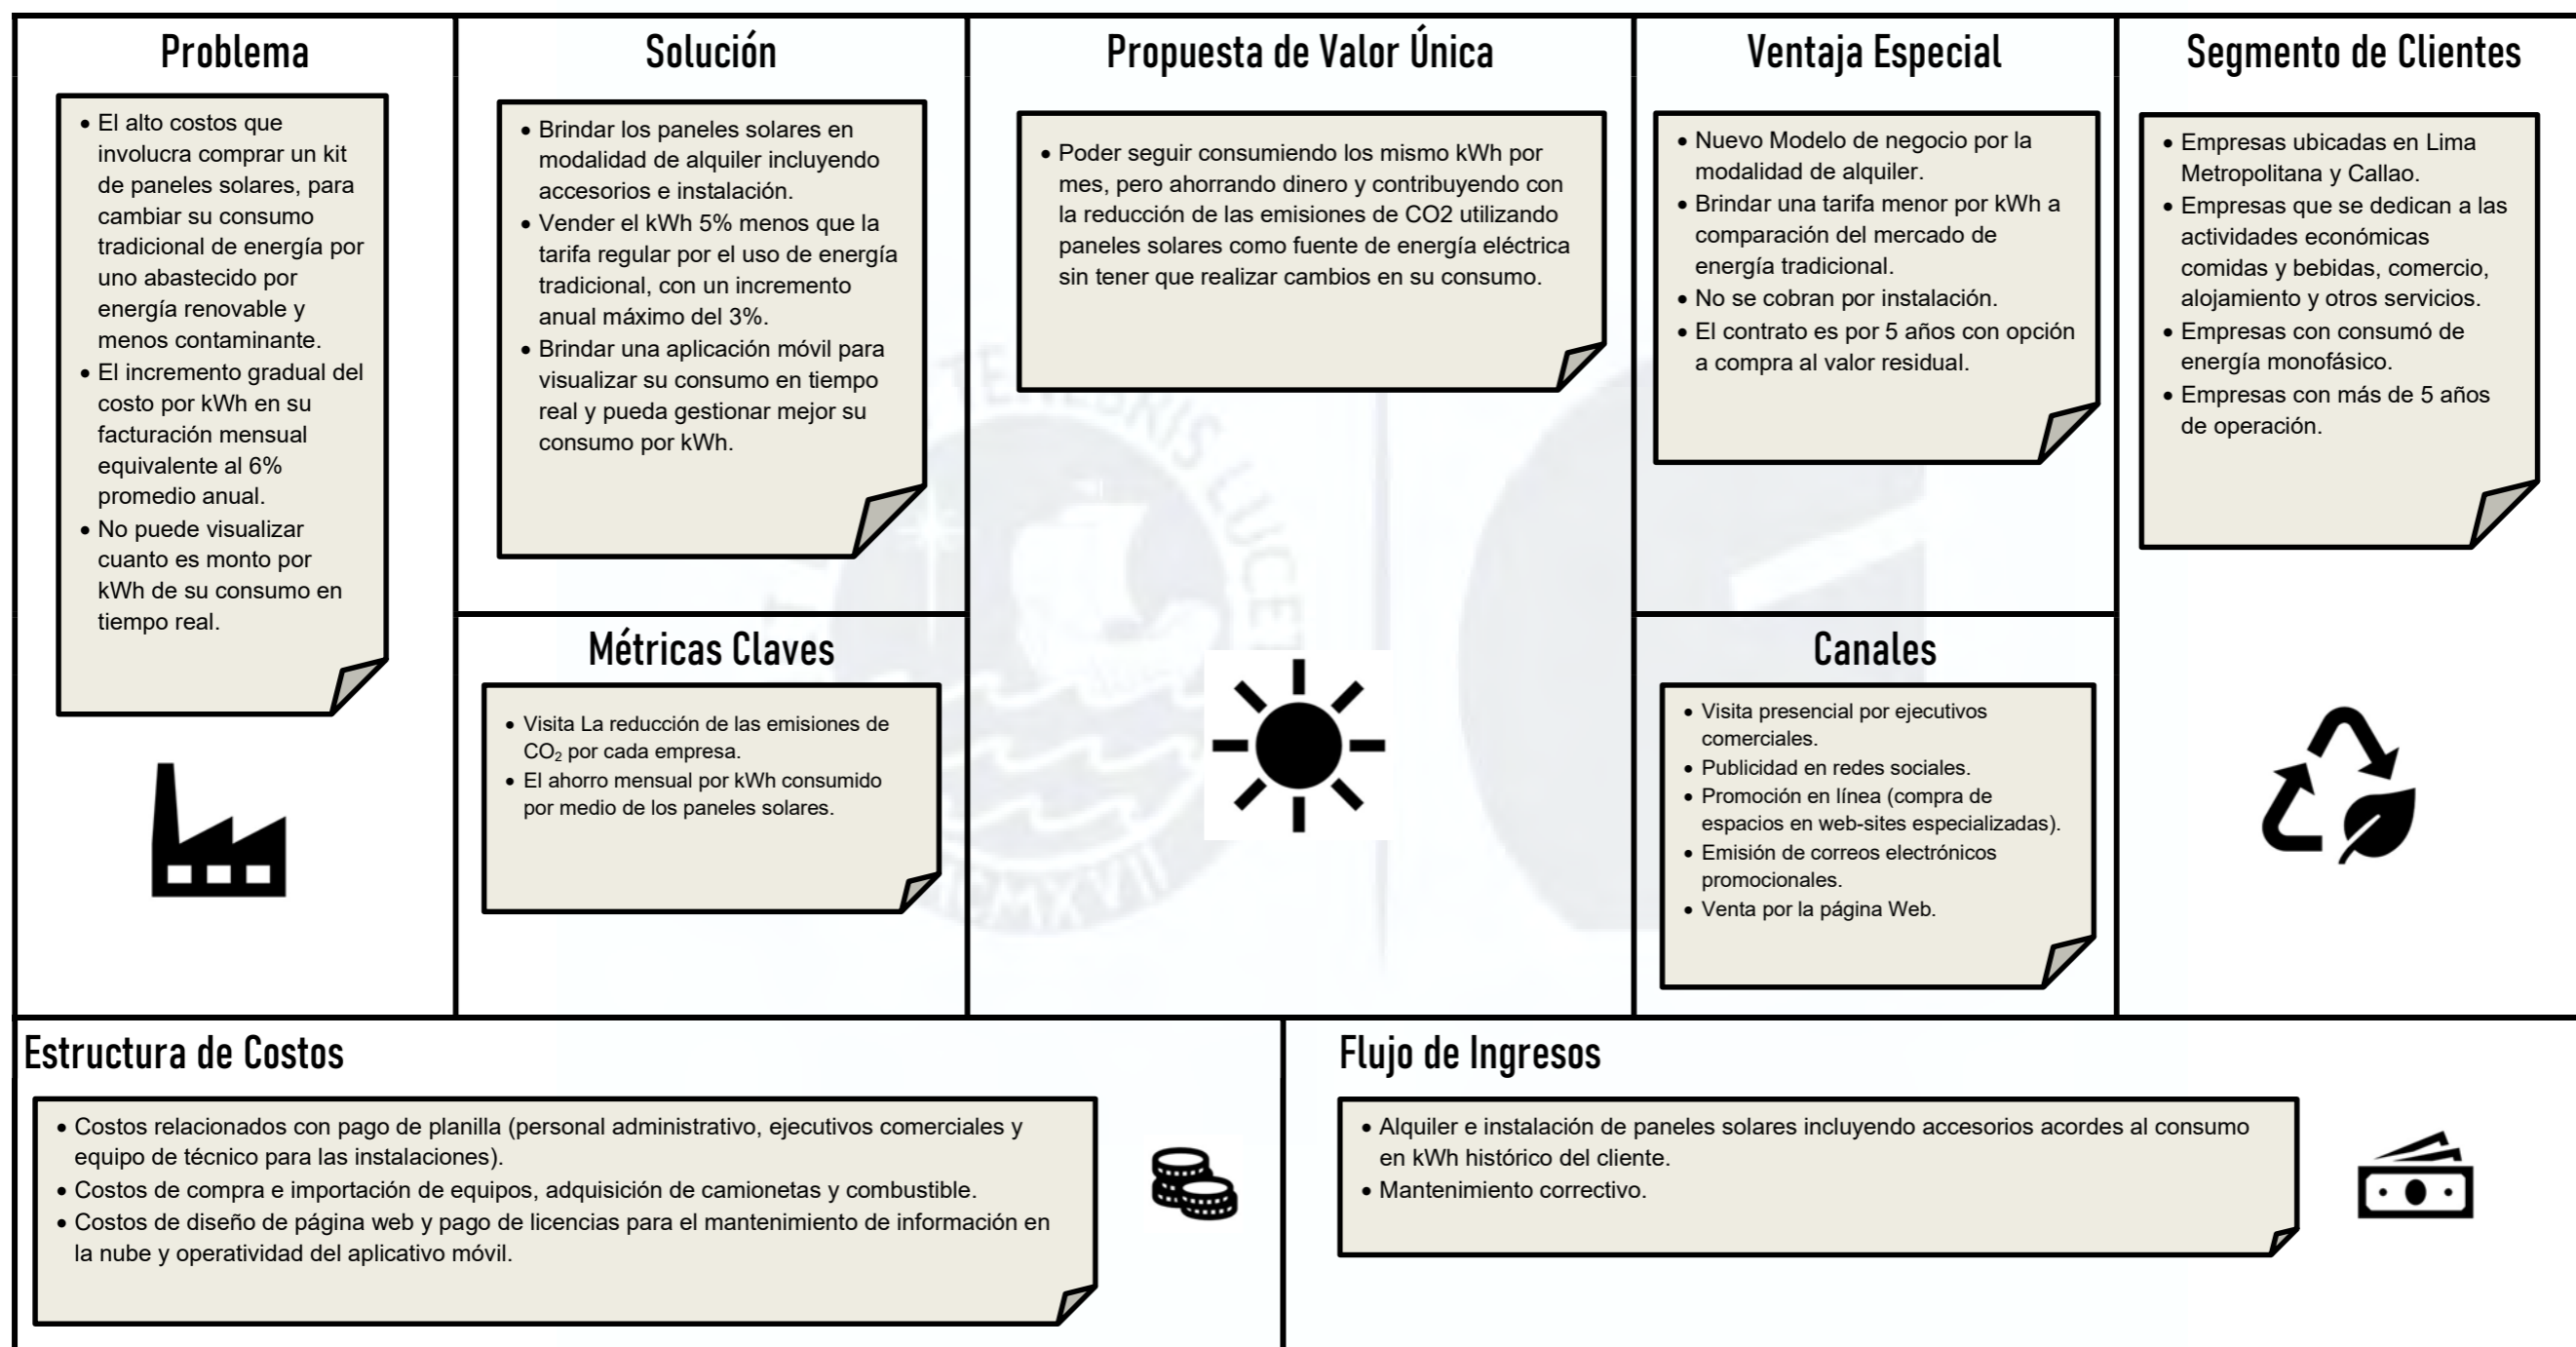 Problema
• El alto costos que
involucra comprar un kit
de paneles solares, para
cambiar su consumo
tradicional de energía por
uno abastecido por
energía renovable y
menos contaminante.
• El incremento gradual del
costo por kWh en su
facturación mensual
equivalente al 6%
promedio anual.
• No puede visualizar
cuanto es monto por
kWh de su consumo en
tiempo real.
Solución
• Brindar los paneles solares en
modalidad de alquiler incluyendo
accesorios e instalación.
• Vender el kWh 5% menos que la
tarifa regular por el uso de energía
tradicional, con un incremento
anual máximo del 3%.
• Brindar una aplicación móvil para
visualizar su consumo en tiempo
real y pueda gestionar mejor su
consumo por kWh.
Métricas Claves
• Visita La reducción de las emisiones de
CO₂ por cada empresa.
• El ahorro mensual por kWh consumido
por medio de los paneles solares.
Propuesta de Valor Única
• Poder seguir consumiendo los mismo kWh por
mes, pero ahorrando dinero y contribuyendo con
la reducción de las emisiones de CO2 utilizando
paneles solares como fuente de energía eléctrica
sin tener que realizar cambios en su consumo.
Ventaja Especial
• Nuevo Modelo de negocio por la
modalidad de alquiler.
• Brindar una tarifa menor por kWh a
comparación del mercado de
energía tradicional.
• No se cobran por instalación.
• El contrato es por 5 años con opción
a compra al valor residual.
Canales
• Visita presencial por ejecutivos
comerciales.
• Publicidad en redes sociales.
• Promoción en línea (compra de
espacios en web-sites especializadas).
• Emisión de correos electrónicos
promocionales.
• Venta por la página Web.
Segmento de Clientes
• Empresas ubicadas en Lima
Metropolitana y Callao.
• Empresas que se dedican a las
actividades económicas
comidas y bebidas, comercio,
alojamiento y otros servicios.
• Empresas con consumó de
energía monofásico.
• Empresas con más de 5 años
de operación.
Estructura de Costos
• Costos relacionados con pago de planilla (personal administrativo, ejecutivos comerciales y
equipo de técnico para las instalaciones).
• Costos de compra e importación de equipos, adquisición de camionetas y combustible.
• Costos de diseño de página web y pago de licencias para el mantenimiento de información en
la nube y operatividad del aplicativo móvil.
Flujo de Ingresos
• Alquiler e instalación de paneles solares incluyendo accesorios acordes al consumo
en kWh histórico del cliente.
• Mantenimiento correctivo.